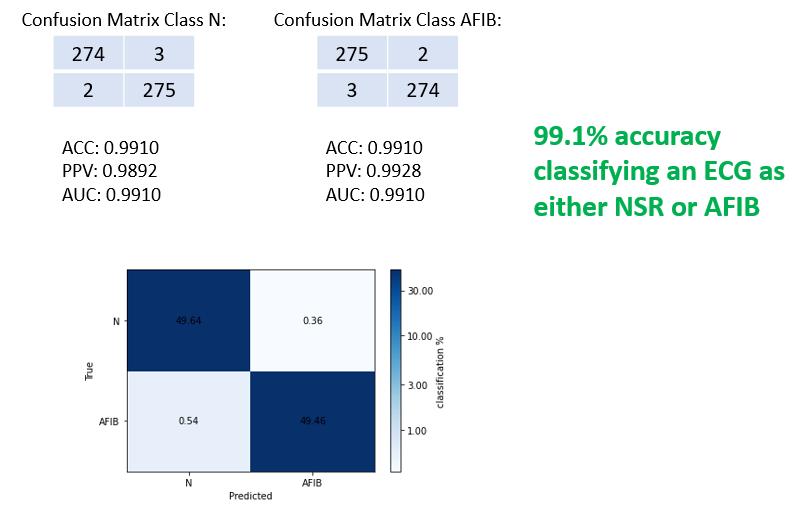 Confusion Matrix Class N:
274 3
2 275
ACC: 0.9910
PPV: 0.9892
AUC: 0.9910
Confusion Matrix Class AFIB:
275 2
3 274
ACC: 0.9910
PPV: 0.9928
AUC: 0.9910
99.1% accuracy
classifying an ECG as
either NSR or AFIB
True
N
AFIB
49.64 0.36
0.54 49.46
N AFIB
Predicted
30.00
10.00
3.00
1.00
classification %